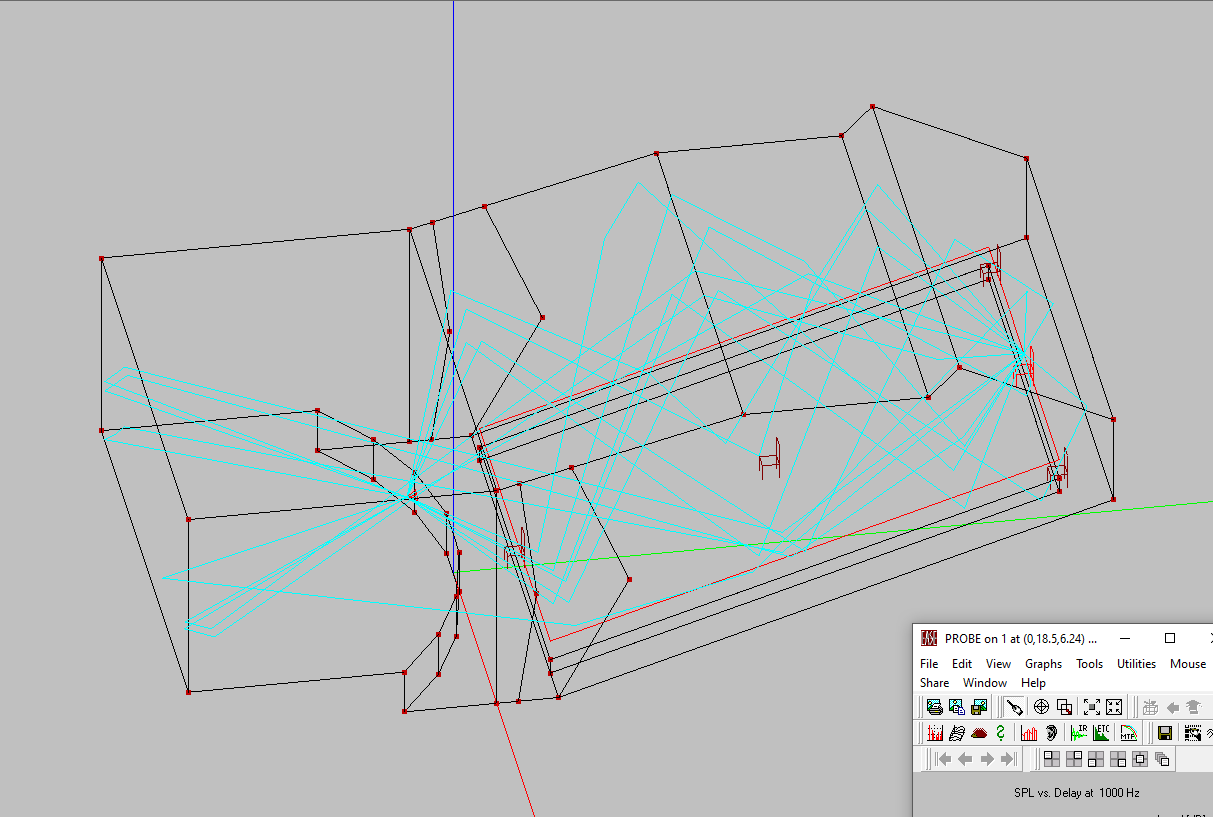 EASE PROBE on 1 at (0,18.5,6.24) ...
File Edit View Graphs Tools Utilities Mouse
Share Window Help
IR ETC MTF
SPL vs. Delay at 1000 Hz